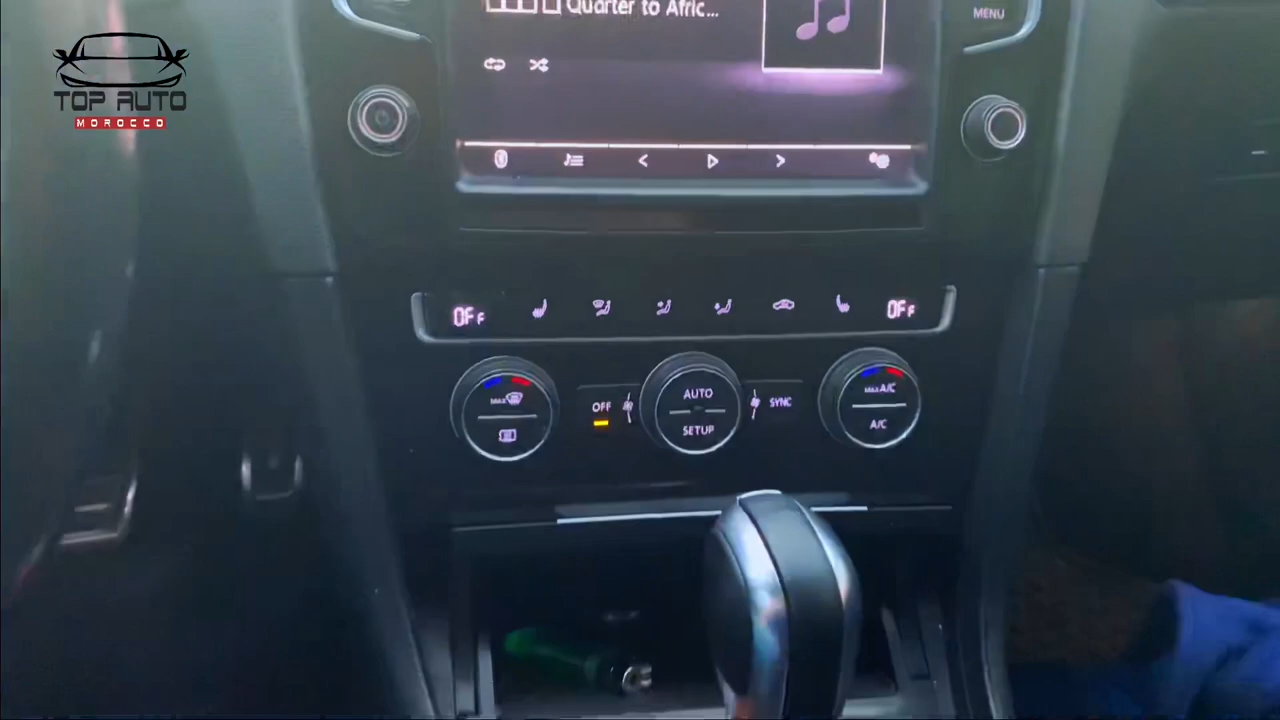 Quarter to Afric...
MENU
TOP AUTO
MOROCCO
OFF
OFF
MAX
AUTO
MAX A/C
OFF
SYNC
SETUP
A/C